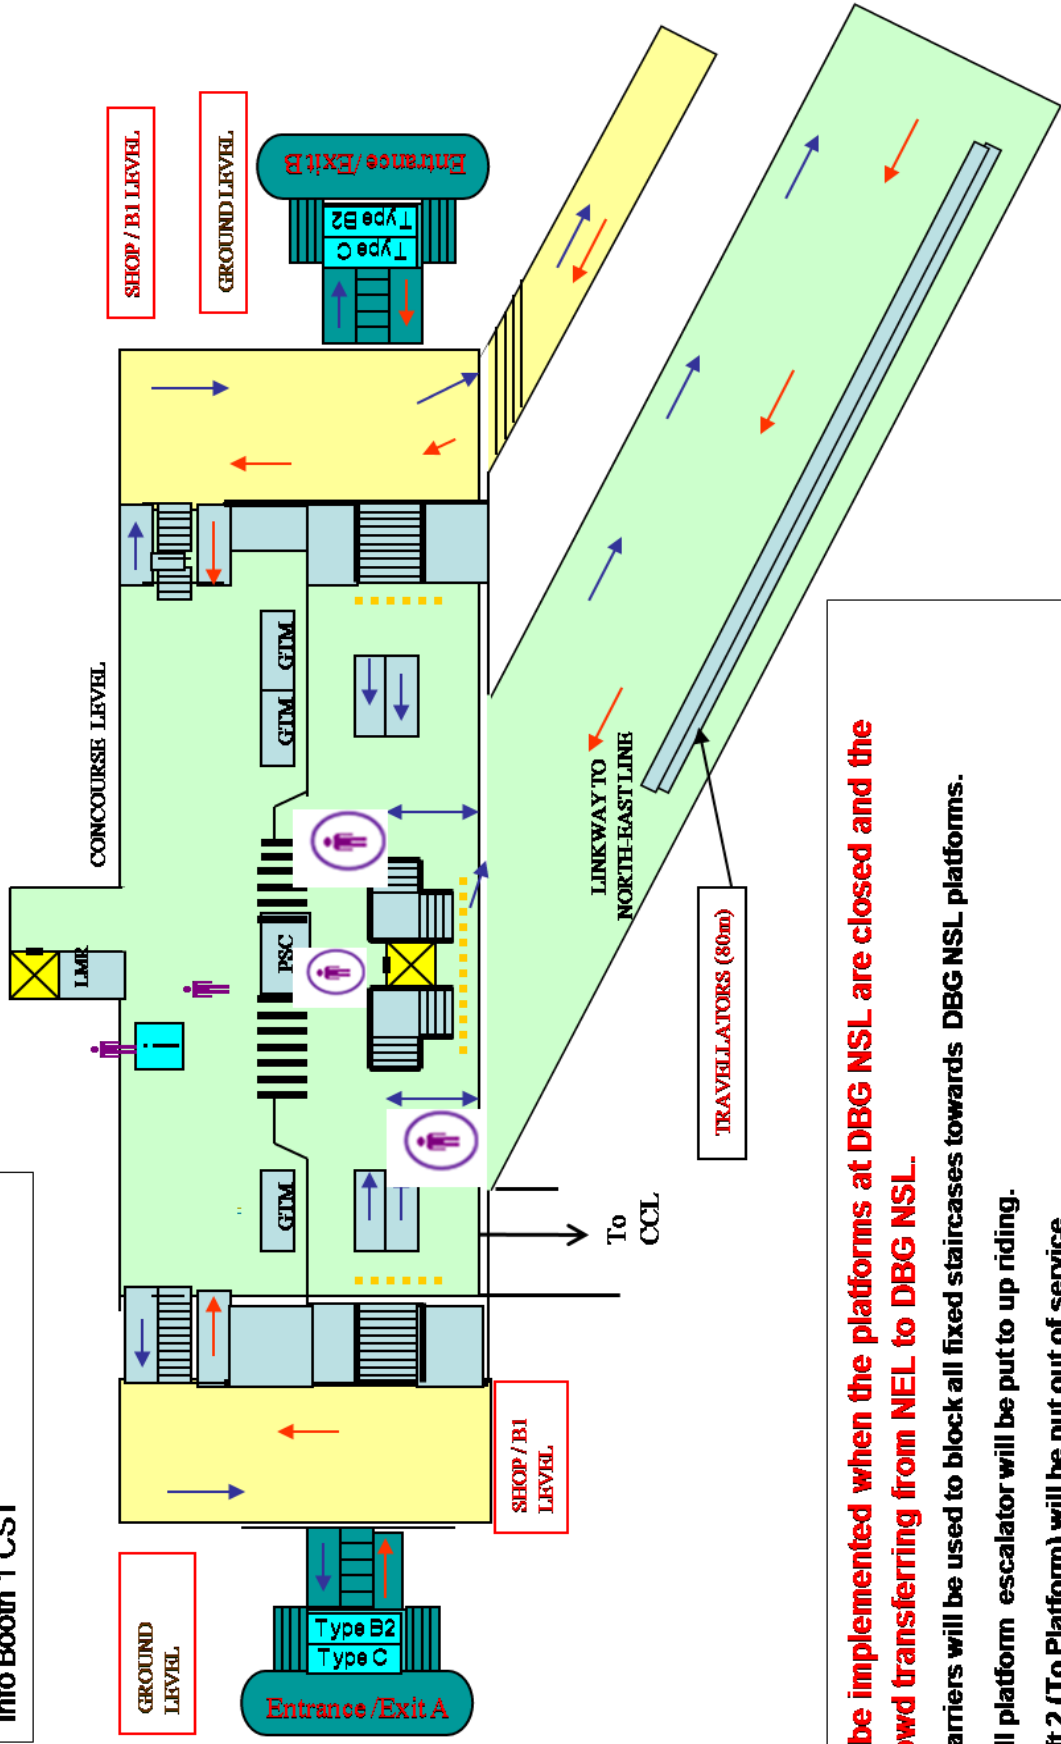 Info Booth 1 CST
CONCOURSE LEVEL
SHOP / B1 LEVEL
GROUND LEVEL
Entrance/Exit B
Type B2
Type C
LMR
i
GTM
GTM
PSC
GTM
LINKWAY TO
NORTH-EAST LINE
TRAVELLATORS (80m)
To
CCL
SHOP / B1
LEVEL
GROUND
LEVEL
Type B2
Type C
Entrance /Exit A
be implemented when the platforms at DBG NSL are closed and the
owd transferring from NEL to DBG NSL.
arriers will be used to block all fixed staircases towards DBG NSL platforms.
ll platform escalator will be put to up riding.
ft 2 (To Platform) will be put out of service